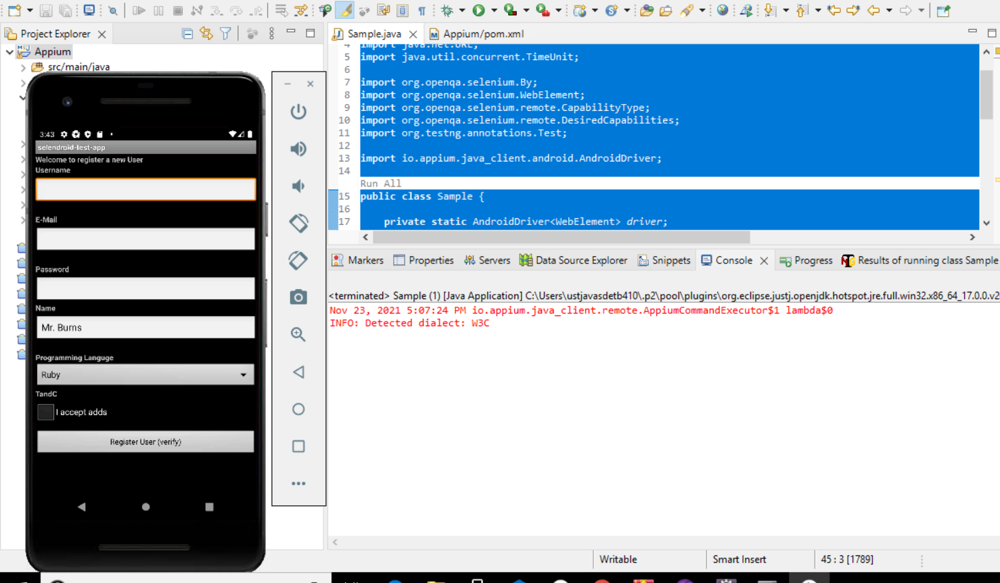 Project Explorer
Appium
src/main/java
3:43
selendroid-test-app
Welcome to register a new User
Username
E-Mail
Password
Name
Mr. Burns
Programming Languge
Ruby
TandC
I accept adds
Register User (verify)
Sample.java
Appium/pom.xml
4 import java.net.URL;
5 import java.util.concurrent.TimeUnit;
6
7 import org.openqa.selenium.By;
8 import org.openqa.selenium.WebElement;
9 import org.openqa.selenium.remote.CapabilityType;
10 import org.openqa.selenium.remote.DesiredCapabilities;
11 import org.testng.annotations.Test;
12
13 import io.appium.java_client.android.AndroidDriver;
14
Run All
15 public class Sample {
16
17 private static AndroidDriver<WebElement> driver;
Markers Properties Servers Data Source Explorer Snippets Console Progress Results of running class Sample
<terminated> Sample (1) [Java Application] C:\Users\ustjavasdetb410\.p2\pool\plugins\org.eclipse.justj.openjdk.hotspot.jre.full.win32.x86_64_17.0.0.v2
Nov 23, 2021 5:07:24 PM io.appium.java_client.remote.AppiumCommandExecutor$1 lambda$0
INFO: Detected dialect: W3C
Writable Smart Insert 45 : 3 [1789]